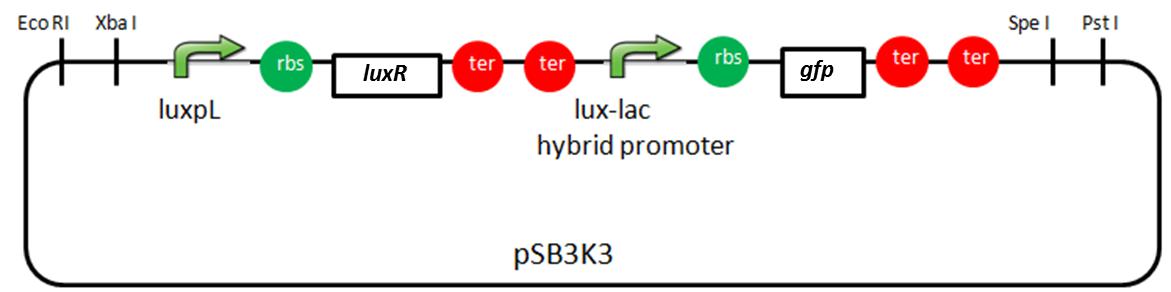 Eco RI Xba I Spe I Pst I
rbs luxR ter ter rbs gfp ter ter
luxpL lux-lac
hybrid promoter
pSB3K3